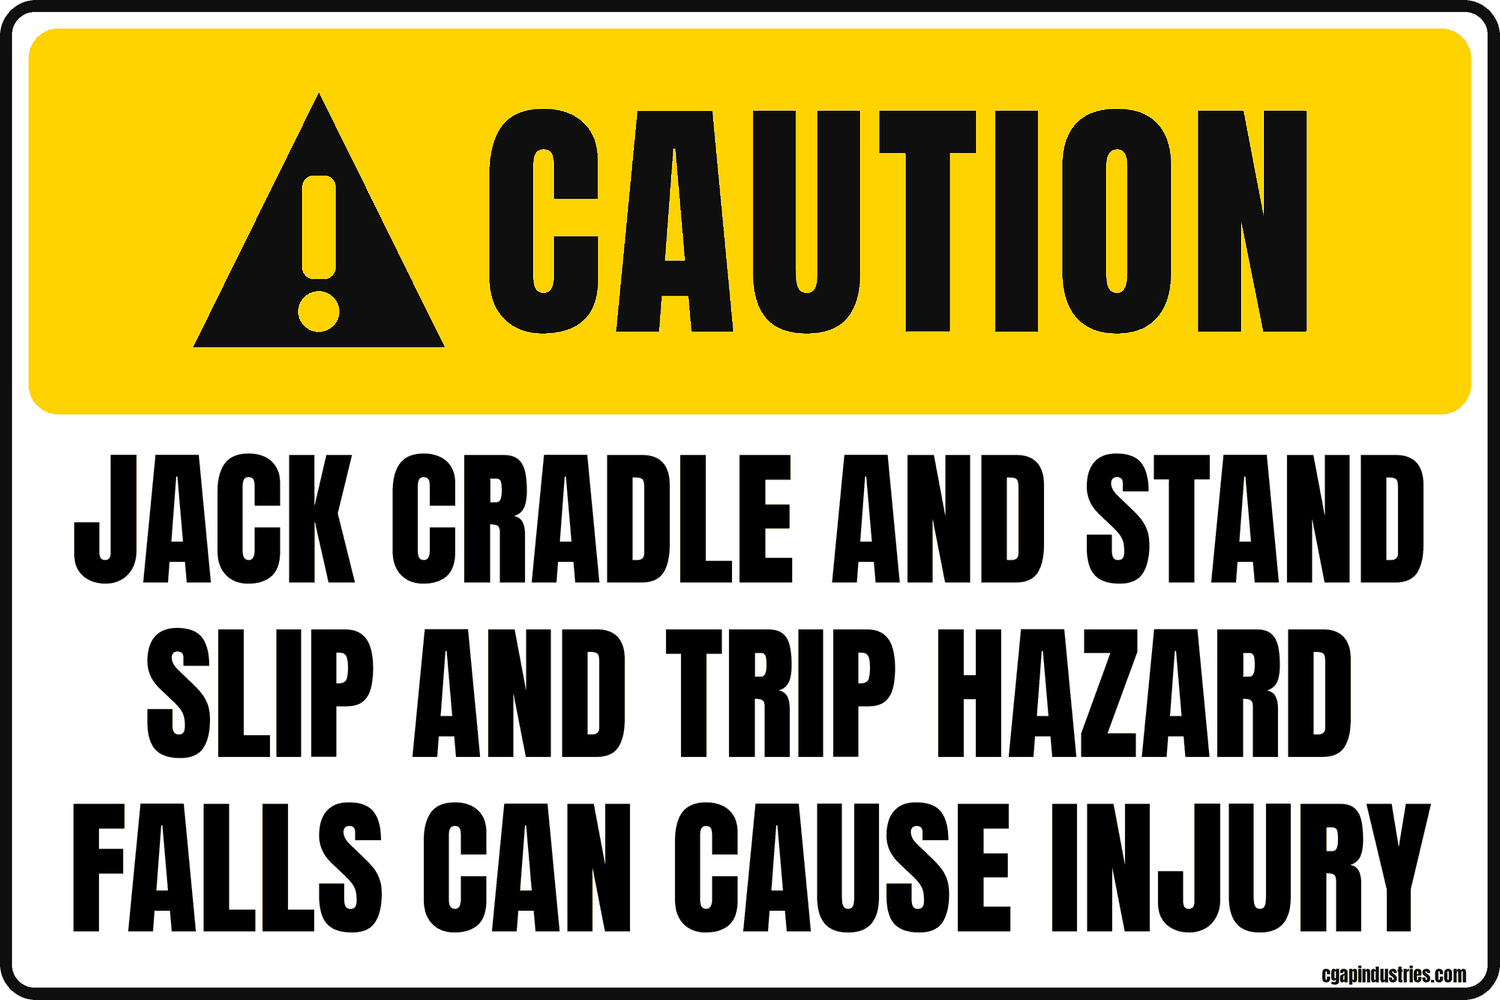 CAUTION
JACK CRADLE AND STAND
SLIP AND TRIP HAZARD
FALLS CAN CAUSE INJURY
cgapindustries.com